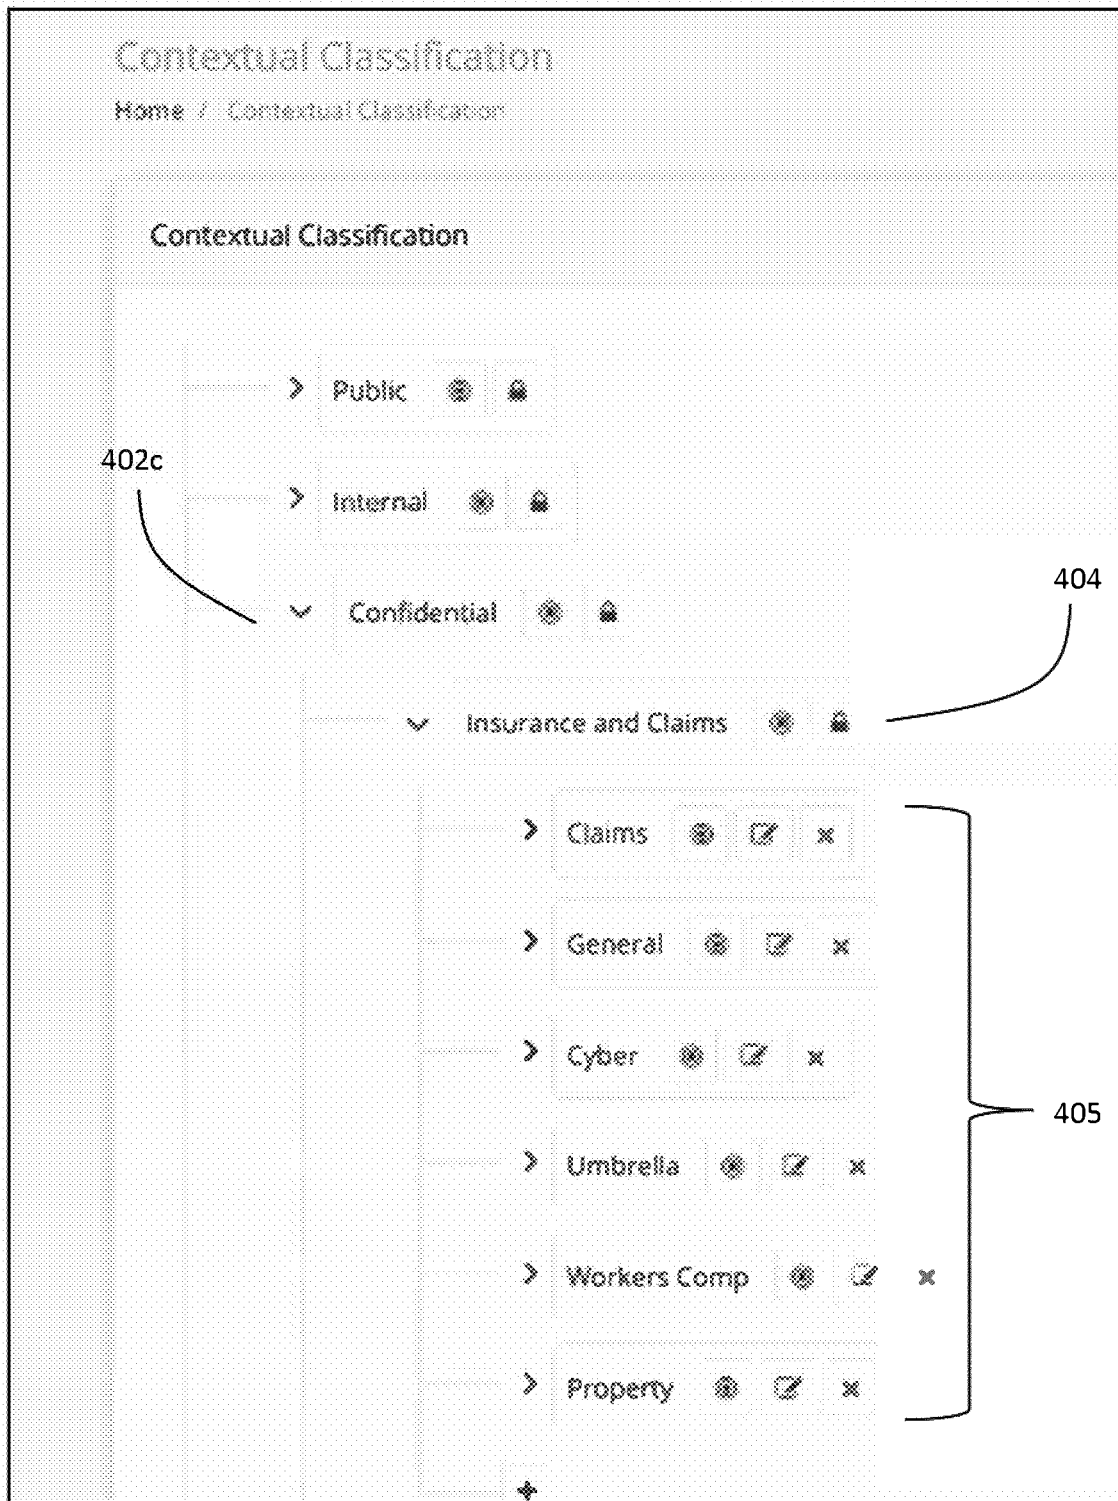 Contextual Classification
Home / Contextual Classification
Contextual Classification
Public
402c
Internal
404
Confidential
Insurance and Claims
Claims
General
Cyber
405
Umbrella
Workers Comp
Property